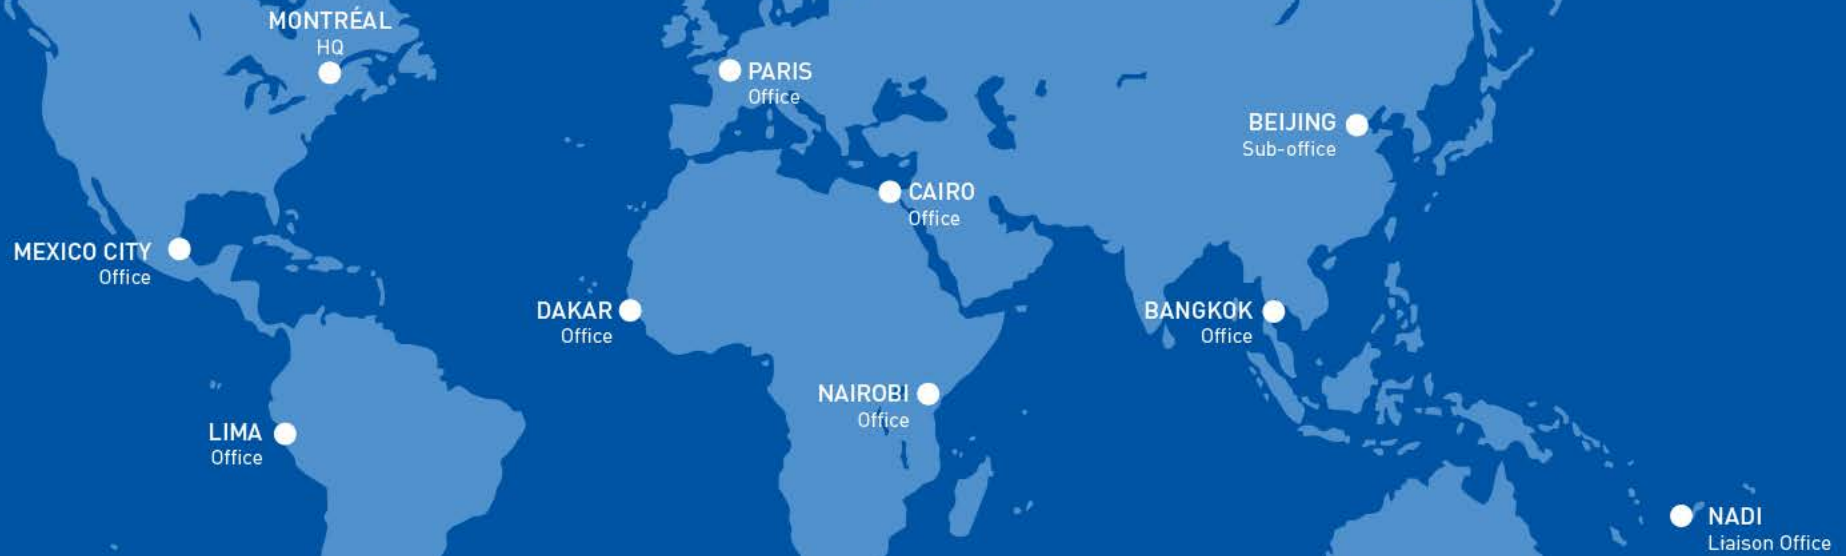 MONTRÉAL
HQ
PARIS
Office
BEIJING
Sub-office
CAIRO
Office
MEXICO CITY
Office
DAKAR
Office
BANGKOK
Office
NAIROBI
Office
LIMA
Office
NADI
Liaison Office